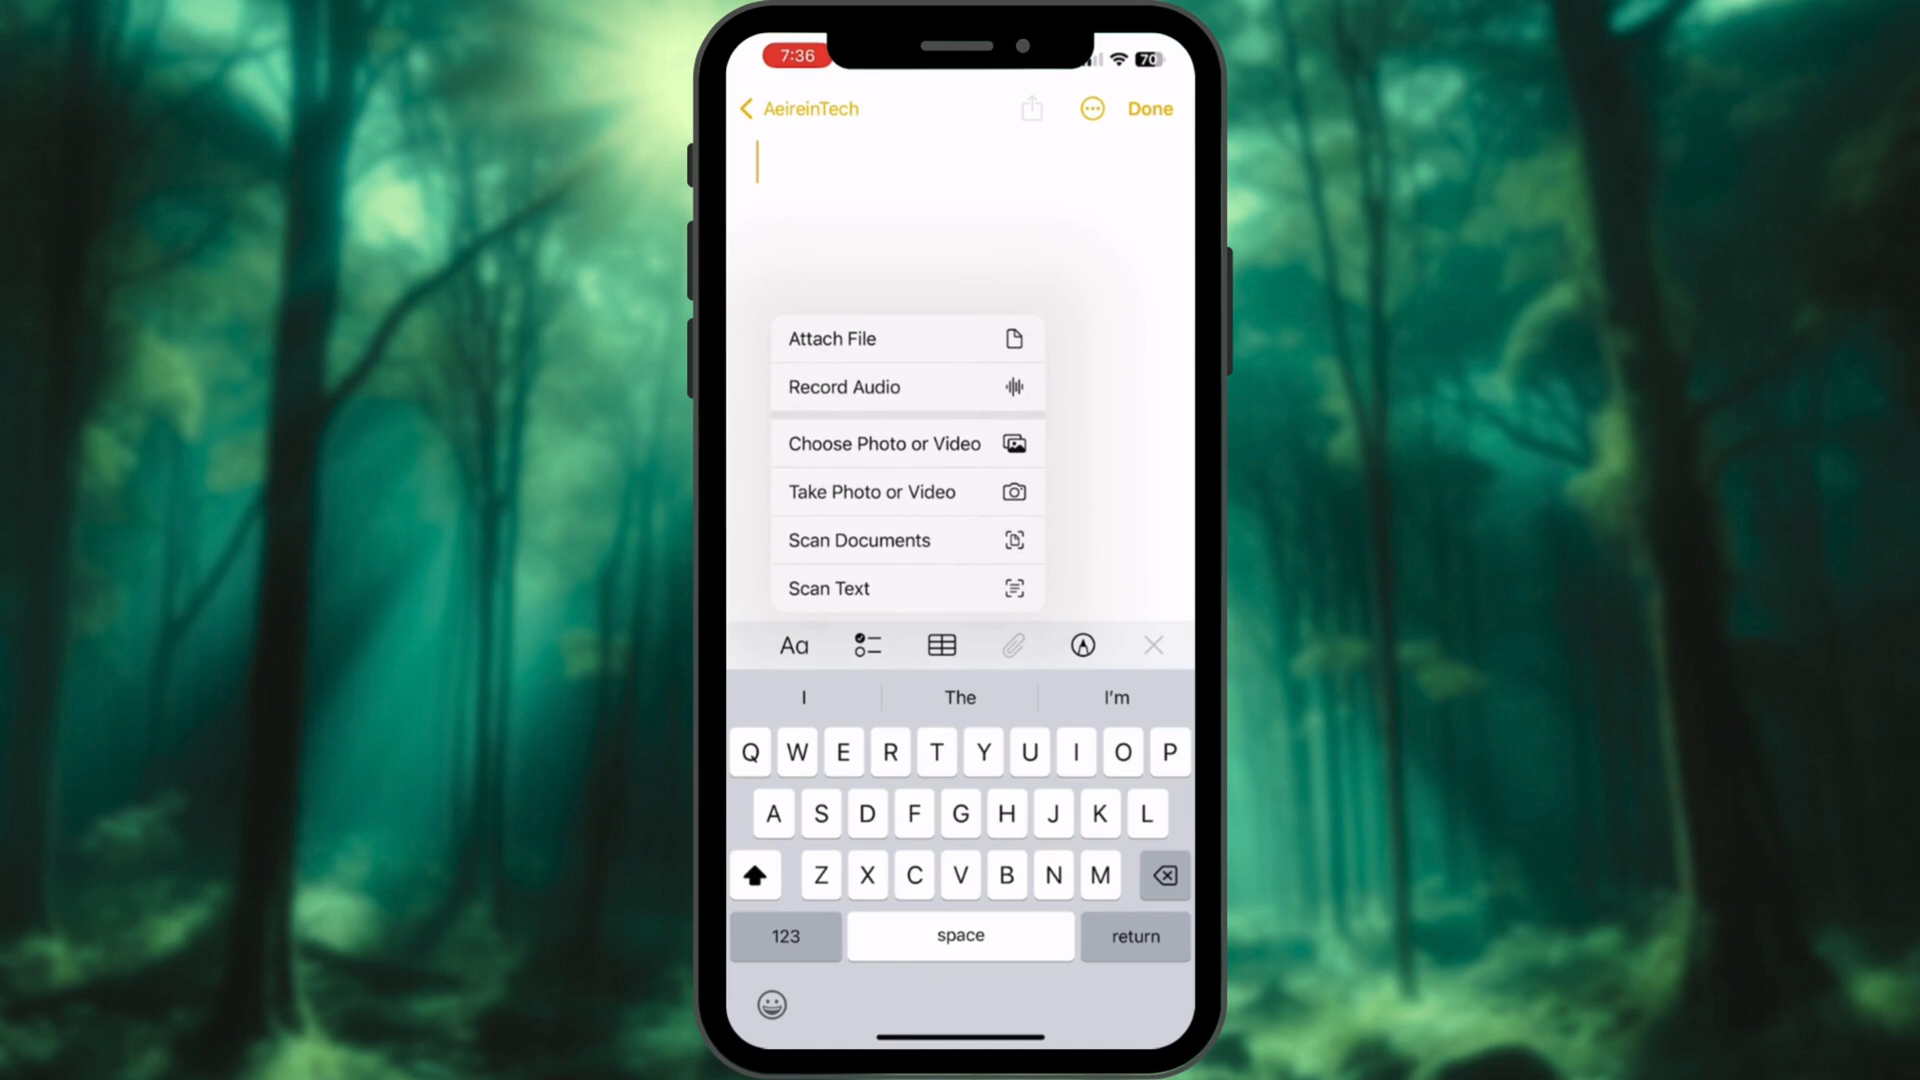 7:36
70
AeireinTech
Done
Attach File
Record Audio
Choose Photo or Video
Take Photo or Video
Scan Documents
Scan Text
Aa
I The I'm
Q W E R T Y U I O P
A S D F G H J K L
Z X C V B N M
123 space return